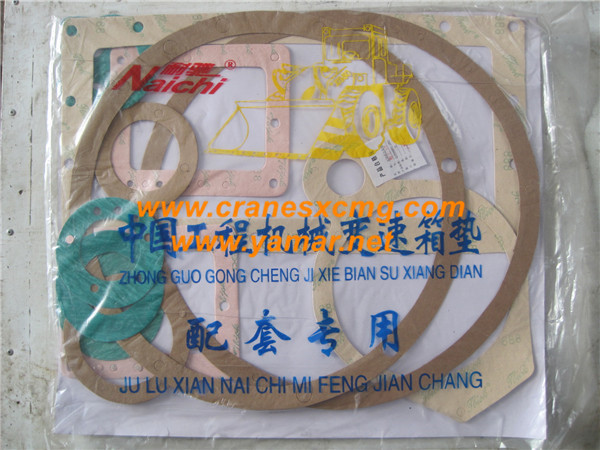 耐驰®
Naichi
www.cranesxcmg.com
中国工程机械变速箱垫
www.yamar.net
ZHONG GUO GONG CHENG JI XIE BIAN SU XIANG DIAN
配套专用
JU LU XIAN NAI CHI MI FENG JIAN CHANG